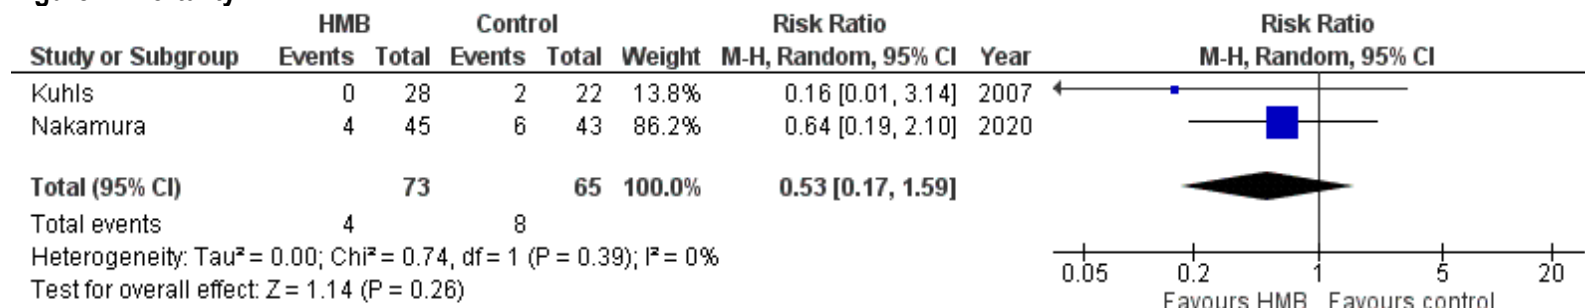 HMB Control Risk Ratio Risk Ratio
Study or Subgroup Events Total Events Total Weight M-H, Random, 95% CI Year M-H, Random, 95% CI
Kuhls 0 28 2 22 13.8% 0.16 [0.01, 3.14] 2007
Nakamura 4 45 6 43 86.2% 0.64 [0.19, 2.10] 2020
Total (95% CI) 73 65 100.0% 0.53 [0.17, 1.59]
Total events 4 8
Heterogeneity: Tau² = 0.00; Chi² = 0.74, df = 1 (P = 0.39); I² = 0%
Test for overall effect: Z = 1.14 (P = 0.26)
0.05 0.2 1 5 20
Favours HMB Favours control